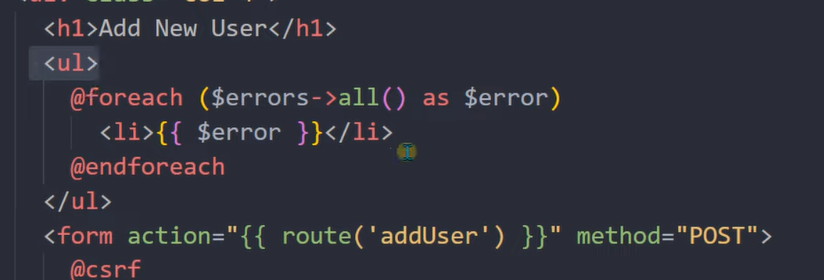 <h1>Add New User</h1>
<ul>
@foreach ($errors->all() as $error)
<li>{{ $error }}</li>
@endforeach
</ul>
<form action="{{ route('addUser') }}" method="POST">
@csrf